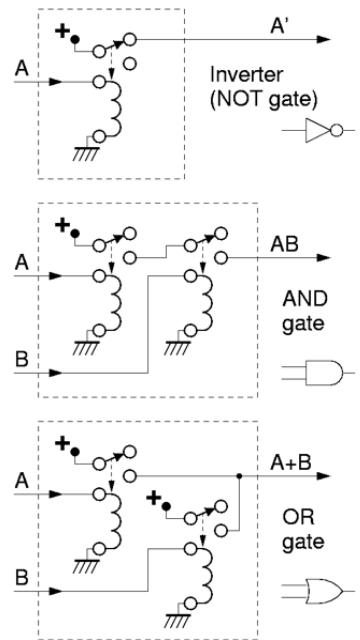 +
A'
A
Inverter
(NOT gate)
+
AB
A
AND
gate
B
+
A+B
A
+
OR
gate
B